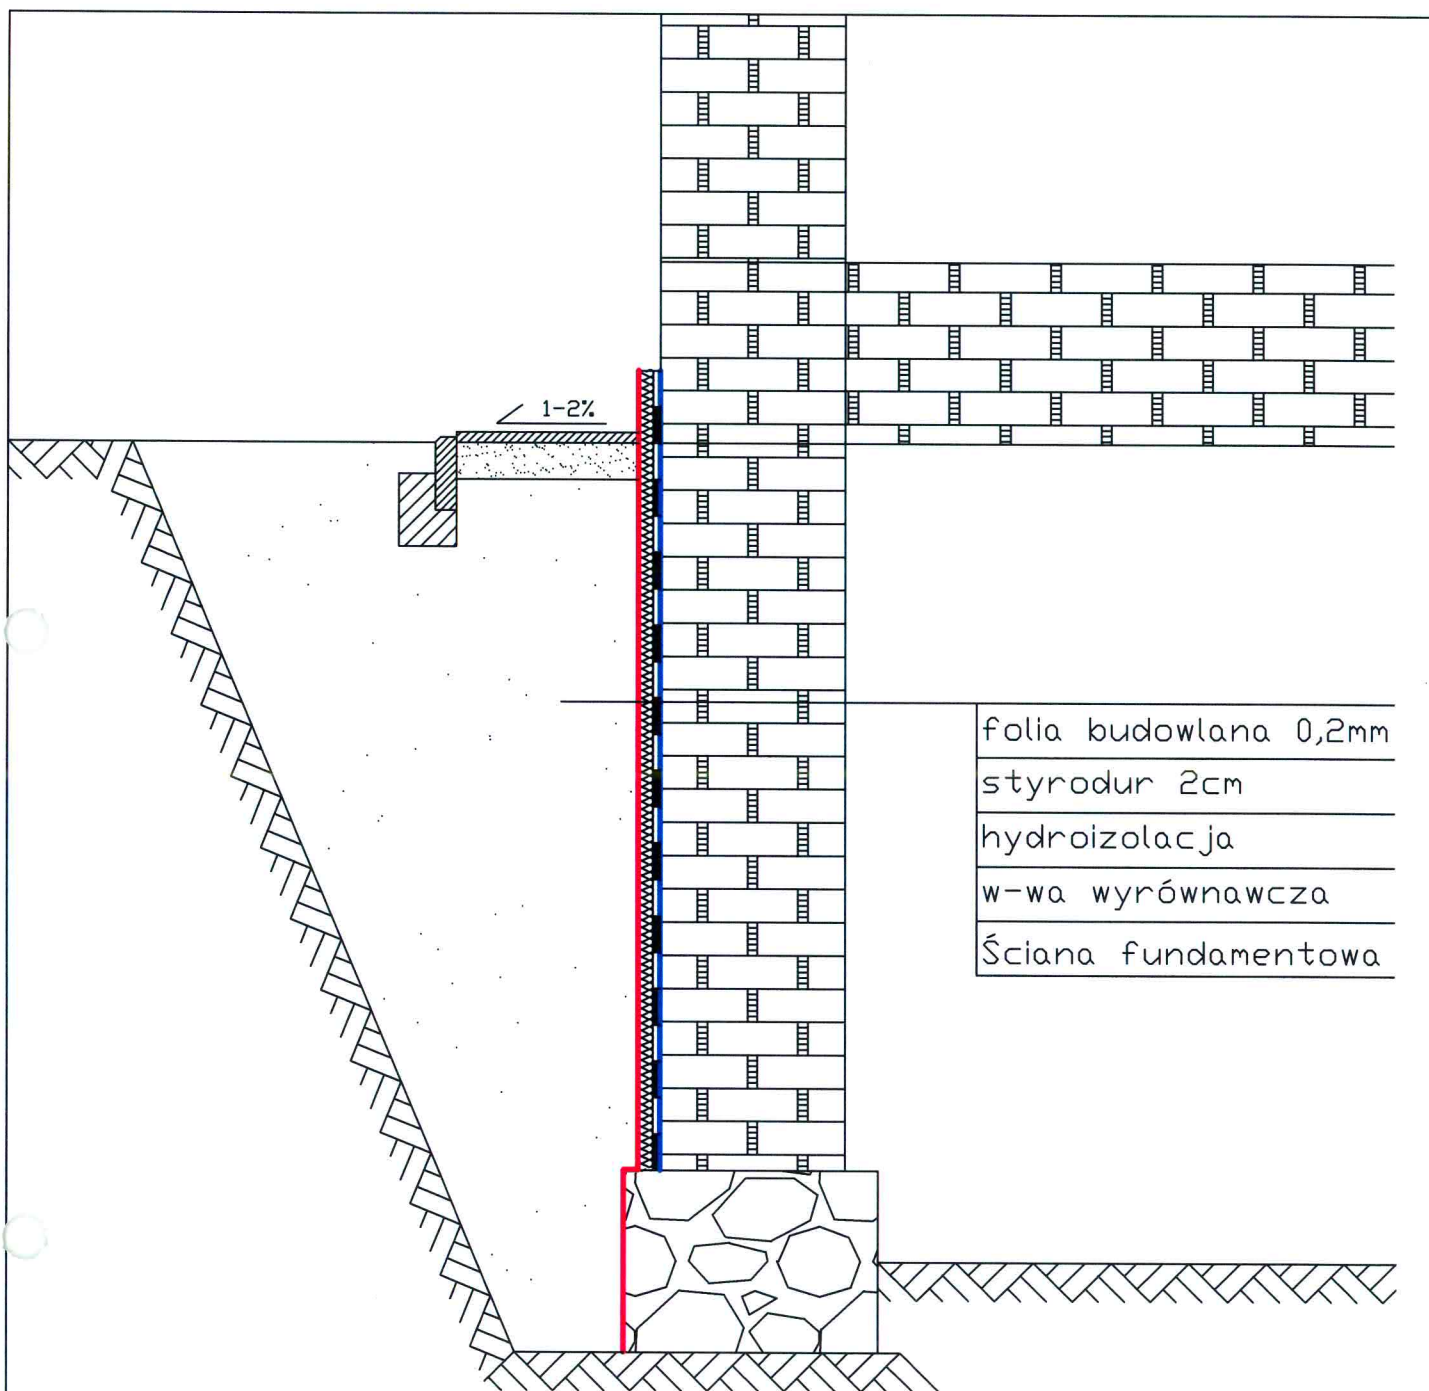 1-2%
folia budowlana 0,2mm
styrodur 2cm
hydroizolacja
w-wa wyrównawcza
Ściana fundamentowa